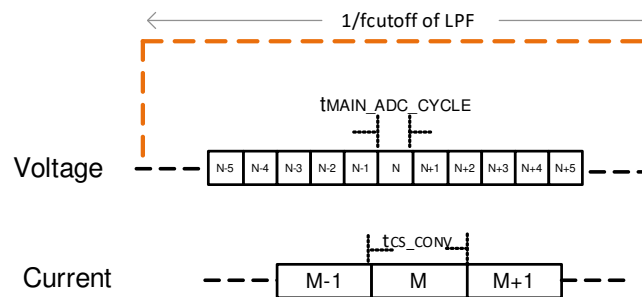 1/fcutoff of LPF
tMAIN_ADC_CYCLE
Voltage
N-5 N-4 N-3 N-2 N-1 N N+1 N+2 N+3 N+4 N+5
tCS_CONV
Current
M-1 M M+1